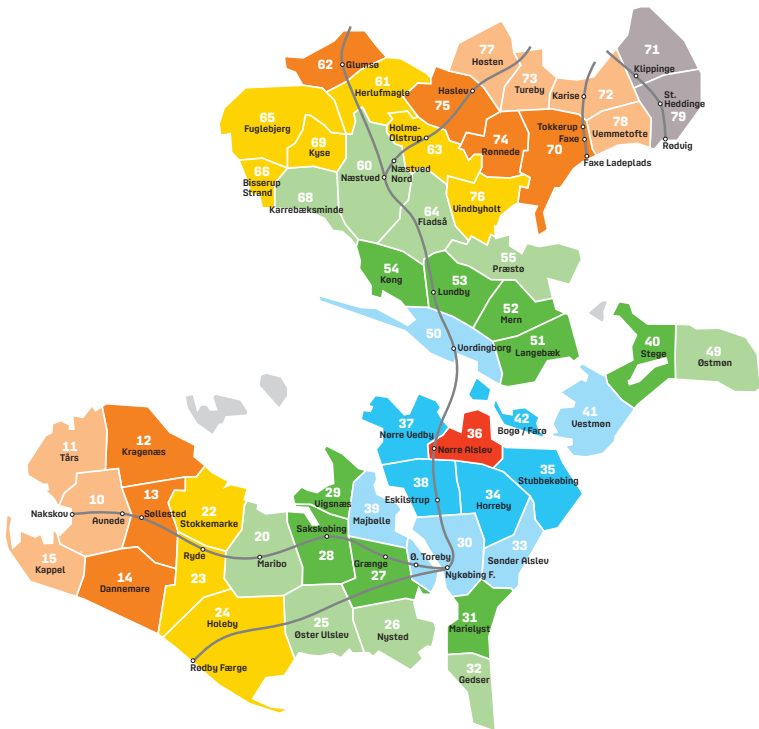 71
77
Høsten
62
Glumsø
Klippinge
73
Tureby
61
Herlufmagle
Haslev
75
Karise
72
St.
Heddinge
79
65
Fuglebjerg
Holme-
Olstrup
Tokkerup
78
Vemmetofte
69
Kyse
63
74
Rønnede
Faxe
70
Rødvig
60
Næstved
Næstved
Nord
Faxe Ladeplads
66
Bisserup
Strand
68
Karrebæksminde
76
Vindbyholt
64
Fladså
55
Præstø
54
Køng
53
Lundby
52
Mern
50
Vordingborg
51
Langebæk
40
Stege
49
Østmøn
41
Vestmøn
42
Bogø / Farø
37
Nørre Vedby
36
Nørre Alslev
11
Tårs
12
Kragenæs
35
Stubbekøbing
38
Eskilstrup
34
Horreby
29
Vigsnæs
39
Majbølle
10
Nakskov
Avnede
13
Søllested
22
Stokkemarke
20
Maribo
Sakskøbing
28
30
33
Sønder Alslev
15
Kappel
14
Dannemare
Ryde
23
Grænge
27
Ø. Toreby
Nykøbing F.
24
Holeby
25
Øster Ulslev
26
Nysted
31
Marielyst
Rødby Færge
32
Gedser